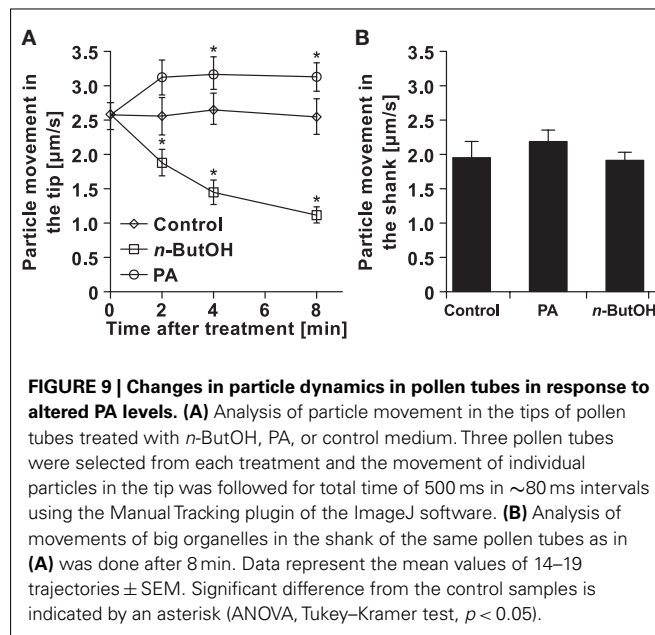 A
B
3.5
3.0
2.5
2.0
1.5
1.0
0.5
0
Particle movement in
the tip [µm/s]
* *
* * *
Control
n-ButOH
PA
0 2 4 6 8
Time after treatment [min]
3.5
3.0
2.5
2.0
1.5
1.0
0.5
0
Particle movement in
the shank [µm/s]
Control PA n-ButOH
FIGURE 9 | Changes in particle dynamics in pollen tubes in response to
altered PA levels. (A) Analysis of particle movement in the tips of pollen
tubes treated with n-ButOH, PA, or control medium. Three pollen tubes
were selected from each treatment and the movement of individual
particles in the tip was followed for total time of 500 ms in ∼80 ms intervals
using the Manual Tracking plugin of the ImageJ software. (B) Analysis of
movements of big organelles in the shank of the same pollen tubes as in
(A) was done after 8 min. Data represent the mean values of 14–19
trajectories ± SEM. Significant difference from the control samples is
indicated by an asterisk (ANOVA, Tukey–Kramer test, p < 0.05).